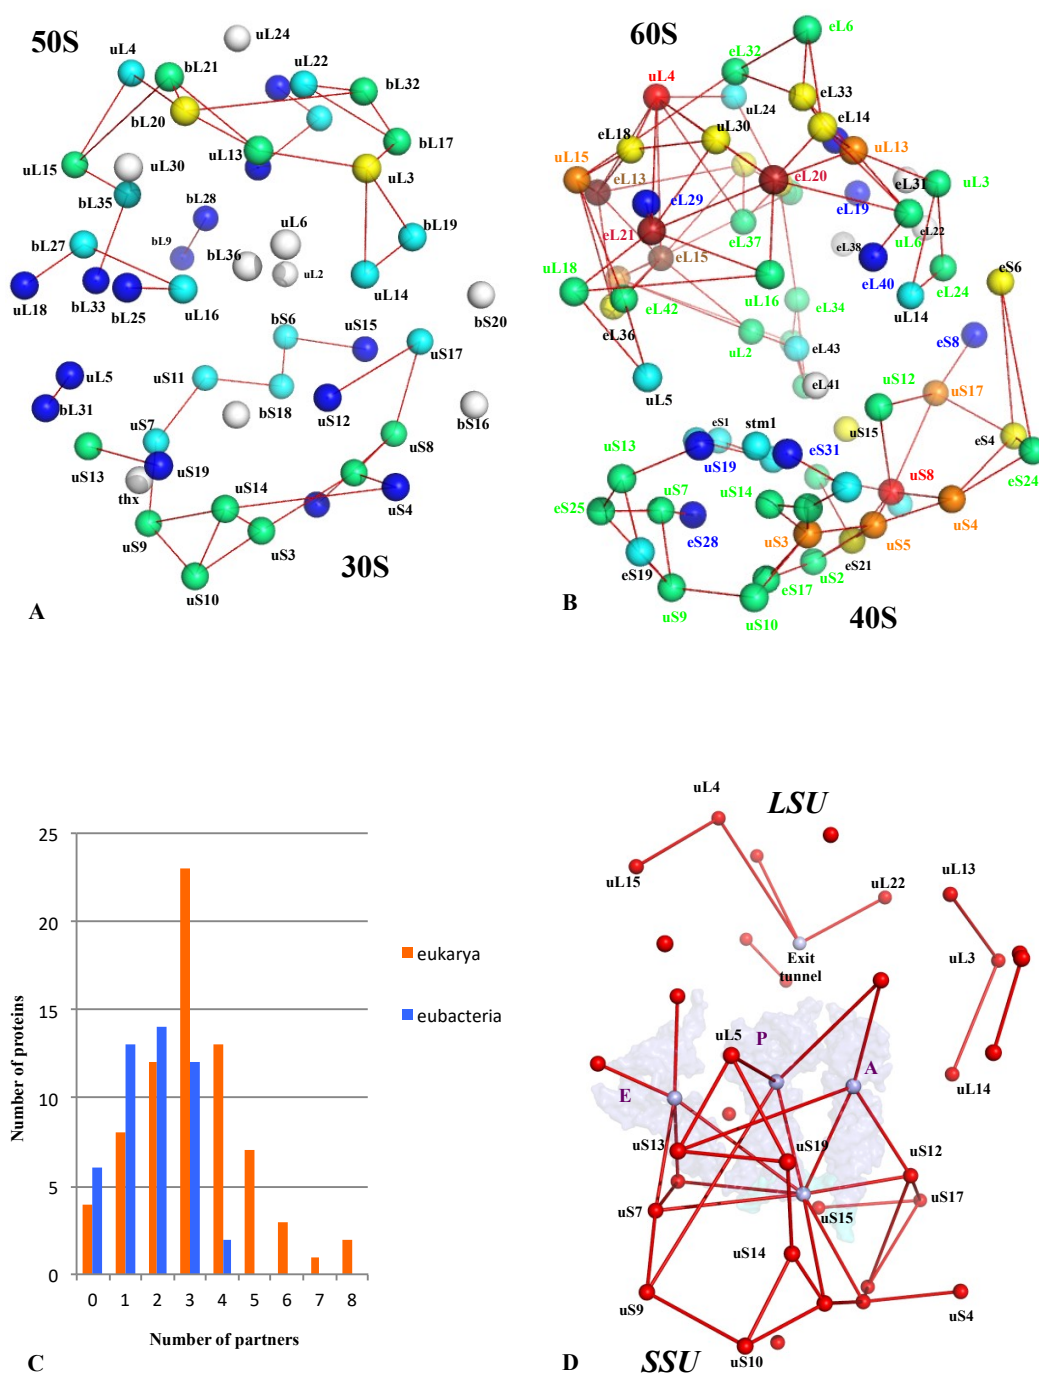 50S
uL24
uL4
bL21
uL22
bL32
bL20
bL17
uL15
uL13
uL30
uL3
bL35
bL28
bL19
bL27
uL6
bL9
bL36
uL2
uL18
bL33
bL25
uL16
uL14
bS20
bS6
uS15
uS17
uL5
uS11
bL31
uS12
bS18
bS16
uS7
uS8
uS13
uS19
thx
uS14
uS4
uS9
uS3
uS10
30S
A
60S
eL6
eL32
uL4
uL24
eL33
eL14
eL18
uL30
uL13
uL15
eL13
eL20
eL31
uL3
eL29
eL19
eL21
eL37
uL6
eL22
eL38
eL15
uL18
uL16
eL40
eL24
eS6
eL42
eL34
uL14
eL36
uL2
eL43
eS8
eL41
uL5
uS12
uS17
eS1
stm1
uS15
eS4
uS13
uS19
eS31
uS8
eS24
eS25
uS7
uS14
uS4
eS28
uS3
uS5
eS19
eS21
uS2
eS17
uS9
uS10
B
40S
25
20
15
10
5
0
0 1 2 3 4 5 6 7 8
Number of proteins
Number of partners
eukarya
eubacteria
C
uL4
LSU
uL15
uL22
uL13
Exit
tunnel
uL3
uL5
P
A
uL14
E
uS13
uS19
uS12
uS17
uS7
uS15
uS14
uS9
uS4
uS10
SSU
D